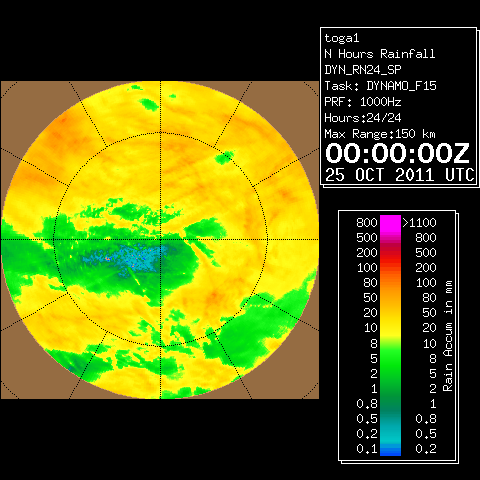 toga1
N Hours Rainfall
DYN_RN24_SP
Task: DYNAMO_F15
PRF: 1000Hz
Hours:24/24
Max Range:150 km
00:00:00Z
25 OCT 2011 UTC
800 >1100
500 800
200 500
100 200
80 100
50 80
20 50
10 20
8 10
5 8
2 5
1 2
0.8 1
0.5 0.8
0.2 0.5
0.1 0.2
Rain Accum in mm